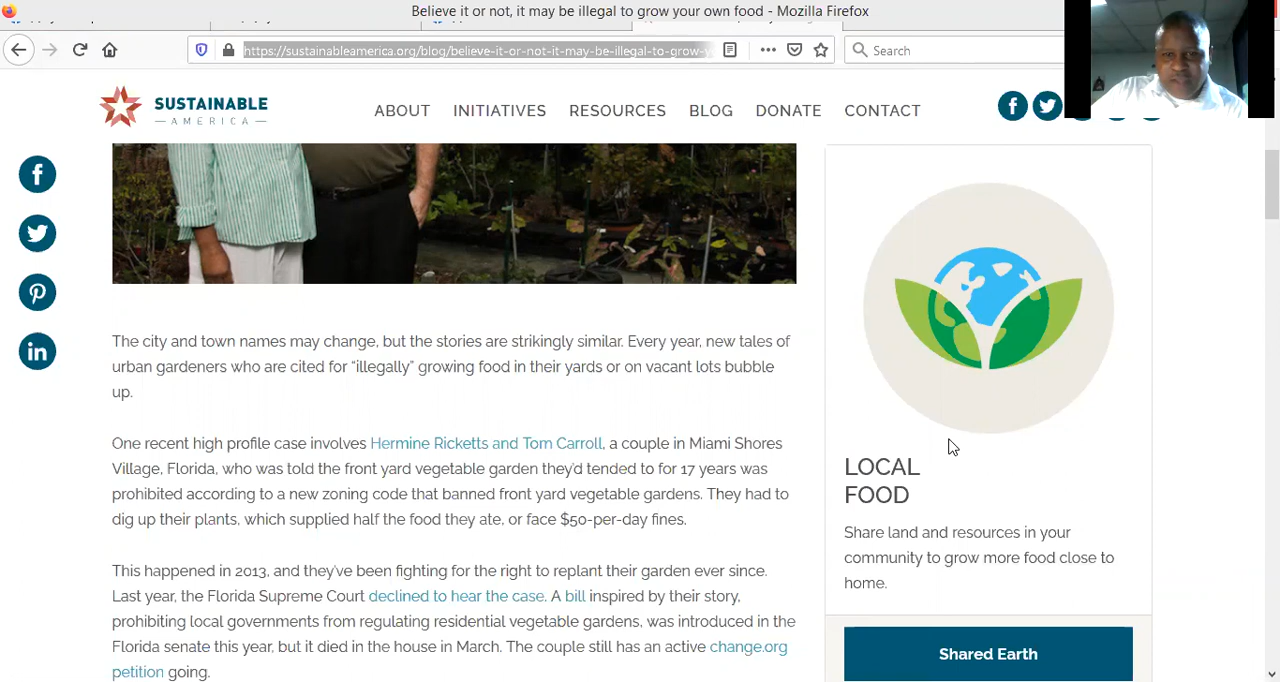 Believe it or not, it may be illegal to grow your own food - Mozilla Firefox
https://sustainableamerica.org/blog/believe-it-or-not-it-may-be-illegal-to-grow-y
Search
SUSTAINABLE
AMERICA
ABOUT INITIATIVES RESOURCES BLOG DONATE CONTACT
The city and town names may change, but the stories are strikingly similar. Every year, new tales of
urban gardeners who are cited for “illegally” growing food in their yards or on vacant lots bubble
up.
One recent high profile case involves Hermine Ricketts and Tom Carroll, a couple in Miami Shores
Village, Florida, who was told the front yard vegetable garden they’d tended to for 17 years was
prohibited according to a new zoning code that banned front yard vegetable gardens. They had to
dig up their plants, which supplied half the food they ate, or face $50-per-day fines.
This happened in 2013, and they’ve been fighting for the right to replant their garden ever since.
Last year, the Florida Supreme Court declined to hear the case. A bill inspired by their story,
prohibiting local governments from regulating residential vegetable gardens, was introduced in the
Florida senate this year, but it died in the house in March. The couple still has an active change.org
petition going.
LOCAL
FOOD
Share land and resources in your
community to grow more food close to
home.
Shared Earth